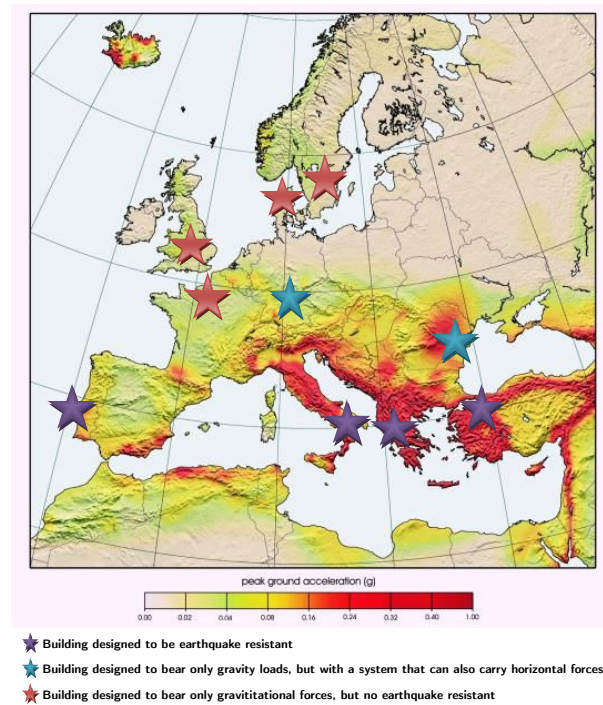 peak ground acceleration (g)
0.00 0.02 0.04 0.08 0.16 0.24 0.32 0.40 1.00
Building designed to be earthquake resistant
Building designed to bear only gravity loads, but with a system that can also carry horizontal forces
Building designed to bear only gravititational forces, but no earthquake resistant